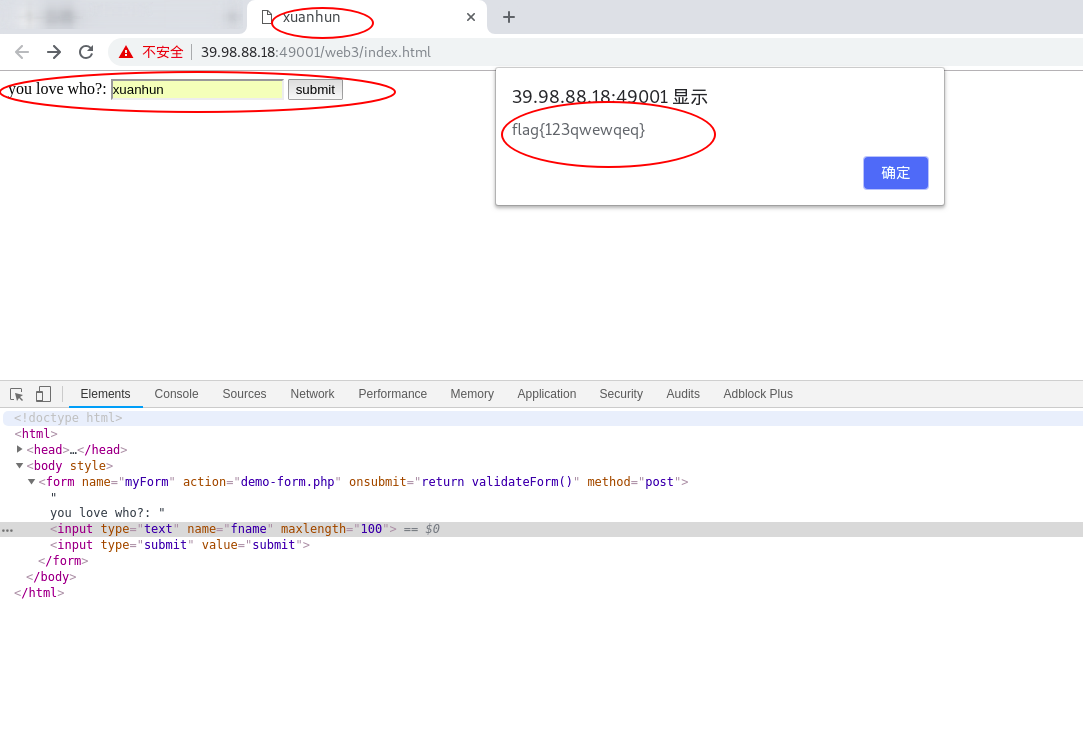 xuanhun
不安全 39.98.88.18:49001/web3/index.html
you love who?: xuanhun submit
39.98.88.18:49001 显示
flag{123qwewqeq}
确定
Elements Console Sources Network Performance Memory Application Security Audits Adblock Plus
<!doctype html>
<html>
<head>…</head>
<body style>
<form name="myForm" action="demo-form.php" onsubmit="return validateForm()" method="post">
"
you love who?: "
<input type="text" name="fname" maxlength="100"> == $0
<input type="submit" value="submit">
</form>
</body>
</html>